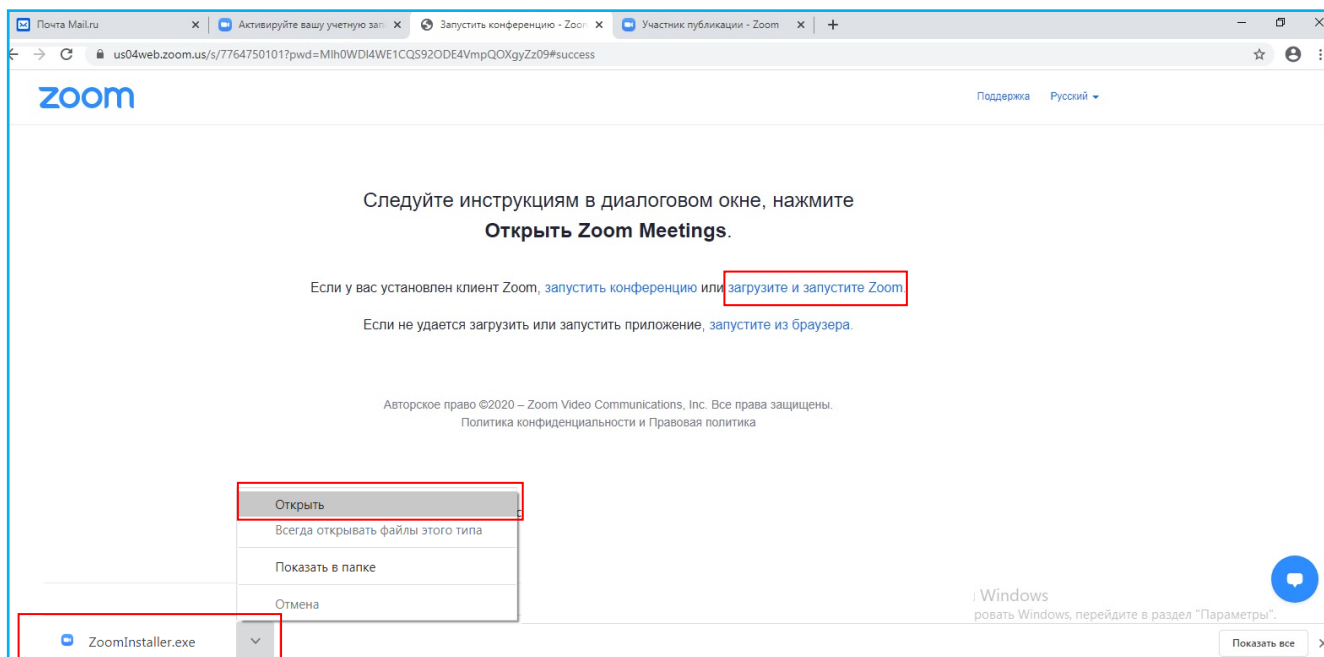 Почта Mail.ru
Активируйте вашу учетную зап
Запустить конференцию - Zoom
Участник публикации - Zoom
us04web.zoom.us/s/7764750101?pwd=MIh0WDI4WE1CQS92ODE4VmpQOXgyZz09#success
zoom
Поддержка Русский
Следуйте инструкциям в диалоговом окне, нажмите
Открыть Zoom Meetings.
Если у вас установлен клиент Zoom, запустить конференцию или загрузите и запустите Zoom.
Если не удается загрузить или запустить приложение, запустите из браузера.
Авторское право ©2020 – Zoom Video Communications, Inc. Все права защищены.
Политика конфиденциальности и Правовая политика
Открыть
Всегда открывать файлы этого типа
Показать в папке
Отмена
Windows
ровать Windows, перейдите в раздел "Параметры".
ZoomInstaller.exe
Показать все